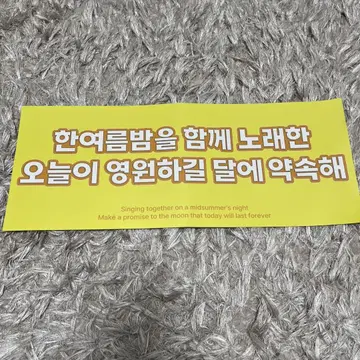 한여름밤을 함께 노래한
오늘이 영원하길 달에 약속해
Singing together on a midsummer's night
Make a promise to the moon that today will last forever